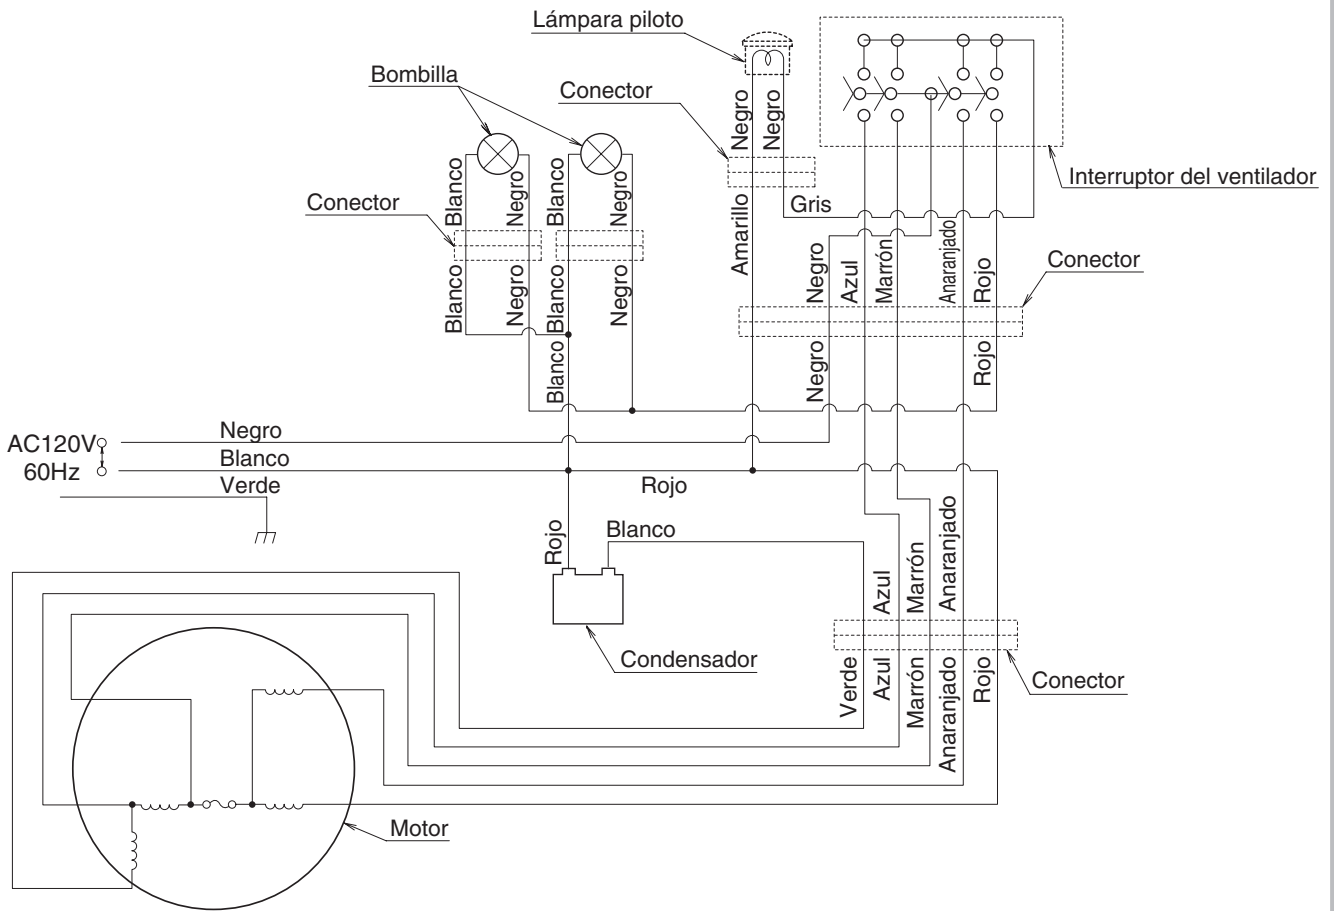 Lámpara piloto
Bombilla
Conector
Negro
Negro
Interruptor del ventilador
Blanco
Negro
Blanco
Negro
Conector
Gris
Amarillo
Negro
Azul
Marrón
Anaranjado
Rojo
Conector
Blanco
Negro
Blanco
Negro
Blanco
Negro
Rojo
AC120V
60Hz
Negro
Blanco
Verde
Rojo
Rojo
Blanco
Azul
Marrón
Anaranjado
Condensador
Verde
Azul
Marrón
Anaranjado
Rojo
Conector
Motor